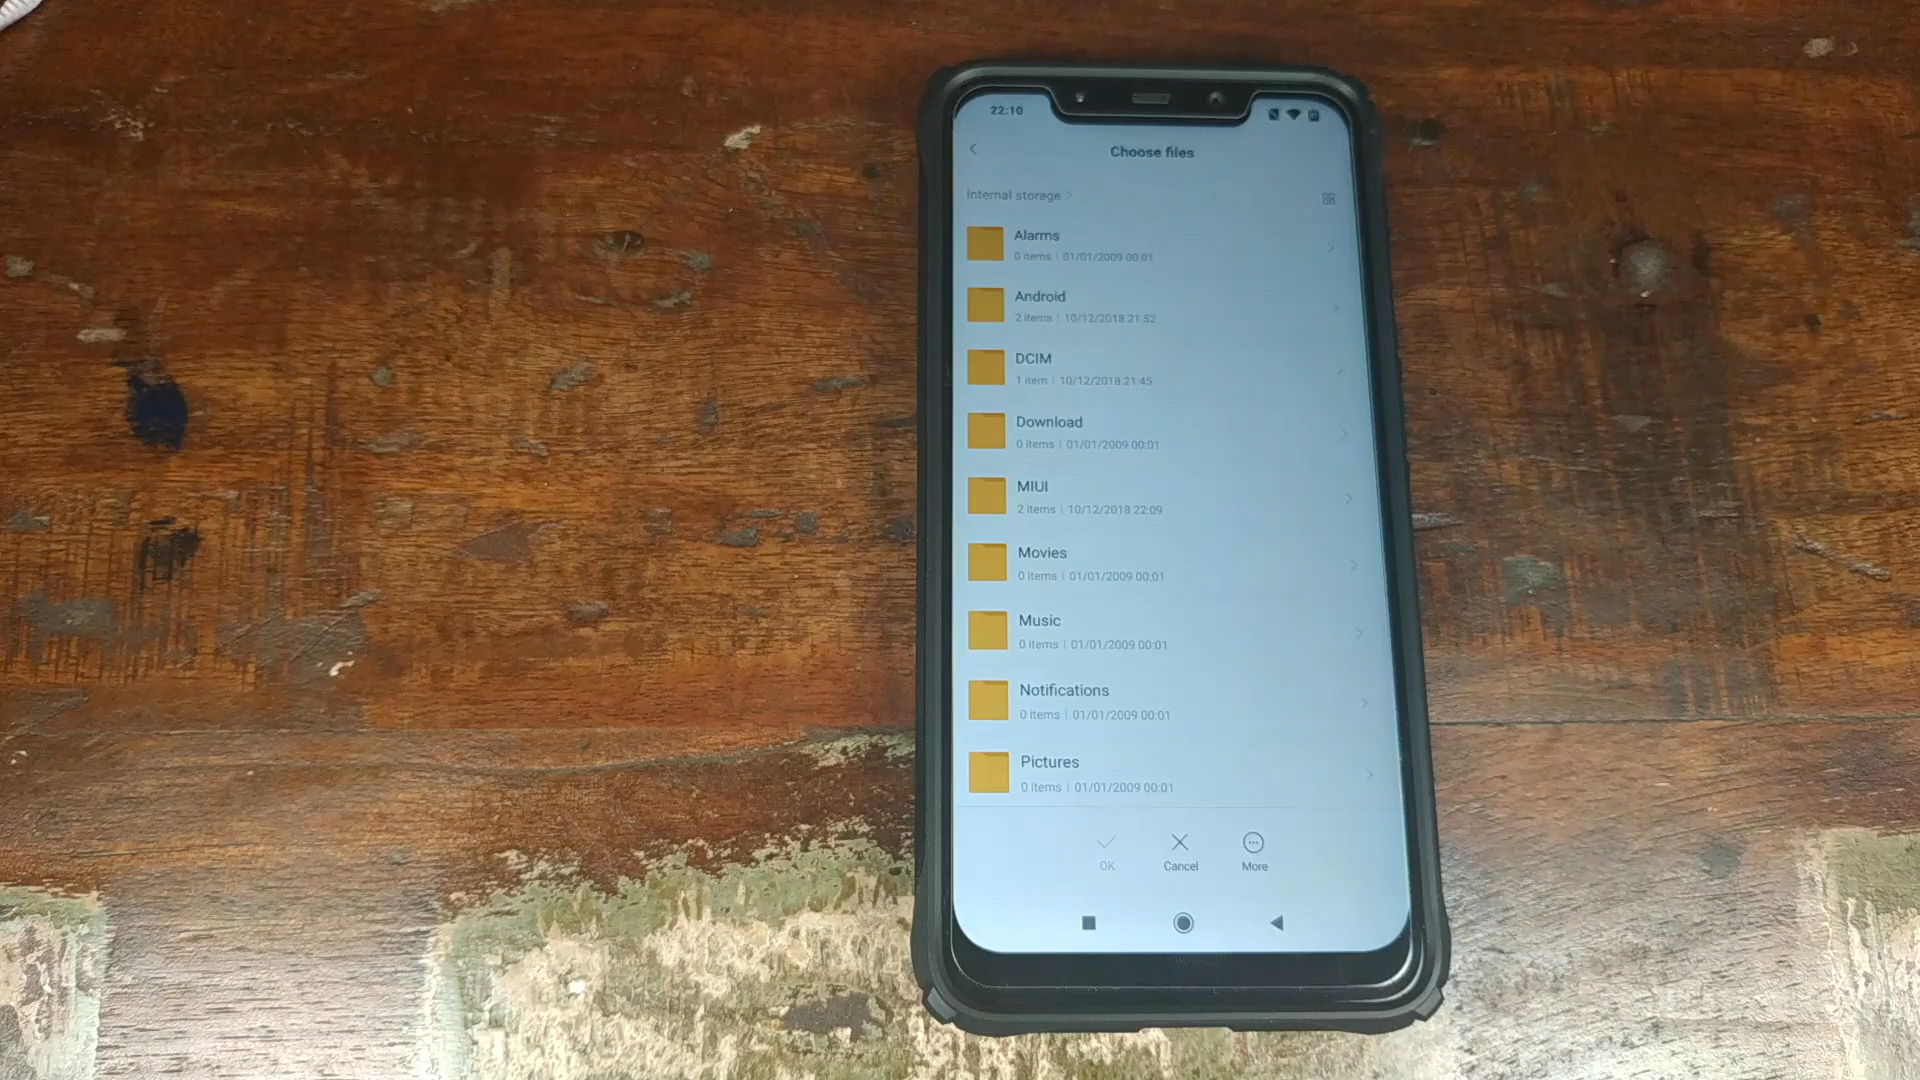 22:10
Choose files
Internal storage
Alarms
0 items | 01/01/2009 00:01
Android
2 items | 10/12/2018 21:52
DCIM
1 item | 10/12/2018 21:45
Download
0 items | 01/01/2009 00:01
MIUI
2 items | 10/12/2018 22:09
Movies
0 items | 01/01/2009 00:01
Music
0 items | 01/01/2009 00:01
Notifications
0 items | 01/01/2009 00:01
Pictures
0 items | 01/01/2009 00:01
OK Cancel More